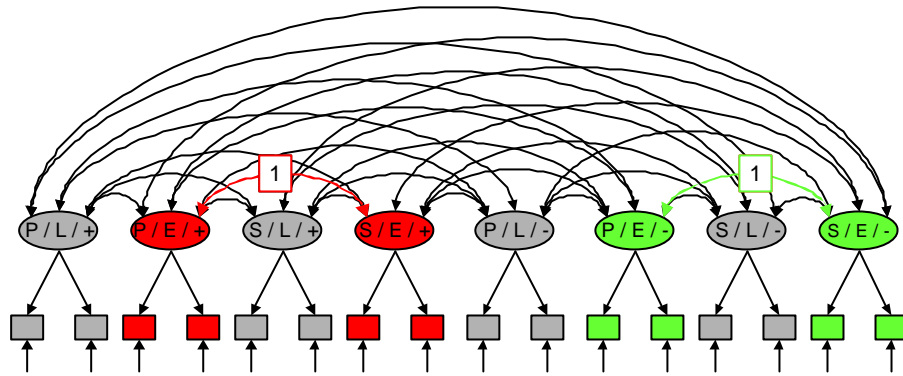 1 1
P / L / + P / E / + S / L / + S / E / + P / L / - P / E / - S / L / - S / E / -